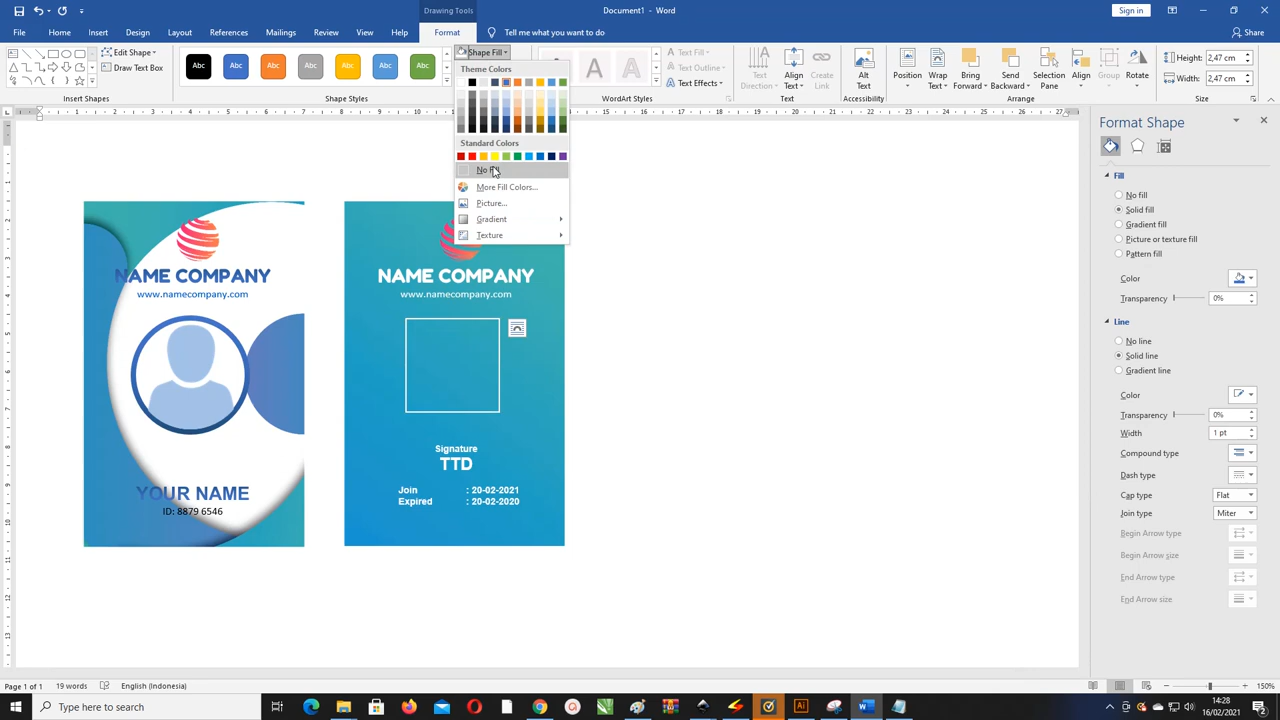 Drawing Tools
Document1 - Word
Sign in
File Home Insert Design Layout References Mailings Review View Help Format Tell me what you want to do
Share
Edit Shape
Draw Text Box
Insert Shapes
Abc Abc Abc Abc Abc Abc Abc
Shape Styles
Shape Fill
Theme Colors
Standard Colors
No Fill
More Fill Colors...
Picture...
Gradient
Texture
Text Fill
Text Outline
Text Effects
WordArt Styles
Text Direction
Align Text
Create Link
Text
Alt Text
Accessibility
Position
Wrap Text
Bring Forward
Send Backward
Selection Pane
Align
Group
Rotate
Arrange
Height: 2,47 cm
Width: 2,47 cm
Size
NAME COMPANY
www.namecompany.com
YOUR NAME
ID: 8879 6546
NAME COMPANY
www.namecompany.com
Signature
TTD
Join : 20-02-2021
Expired : 20-02-2020
Format Shape
Fill
No fill
Solid fill
Gradient fill
Picture or texture fill
Pattern fill
Color
Transparency 0%
Line
No line
Solid line
Gradient line
Color
Transparency 0%
Width 1 pt
Compound type
Dash type
Cap type Flat
Join type Miter
Begin Arrow type
Begin Arrow size
End Arrow type
End Arrow size
Page 1 of 1 19 words English (Indonesia)
150%
Type here to search
14:28
16/02/2021